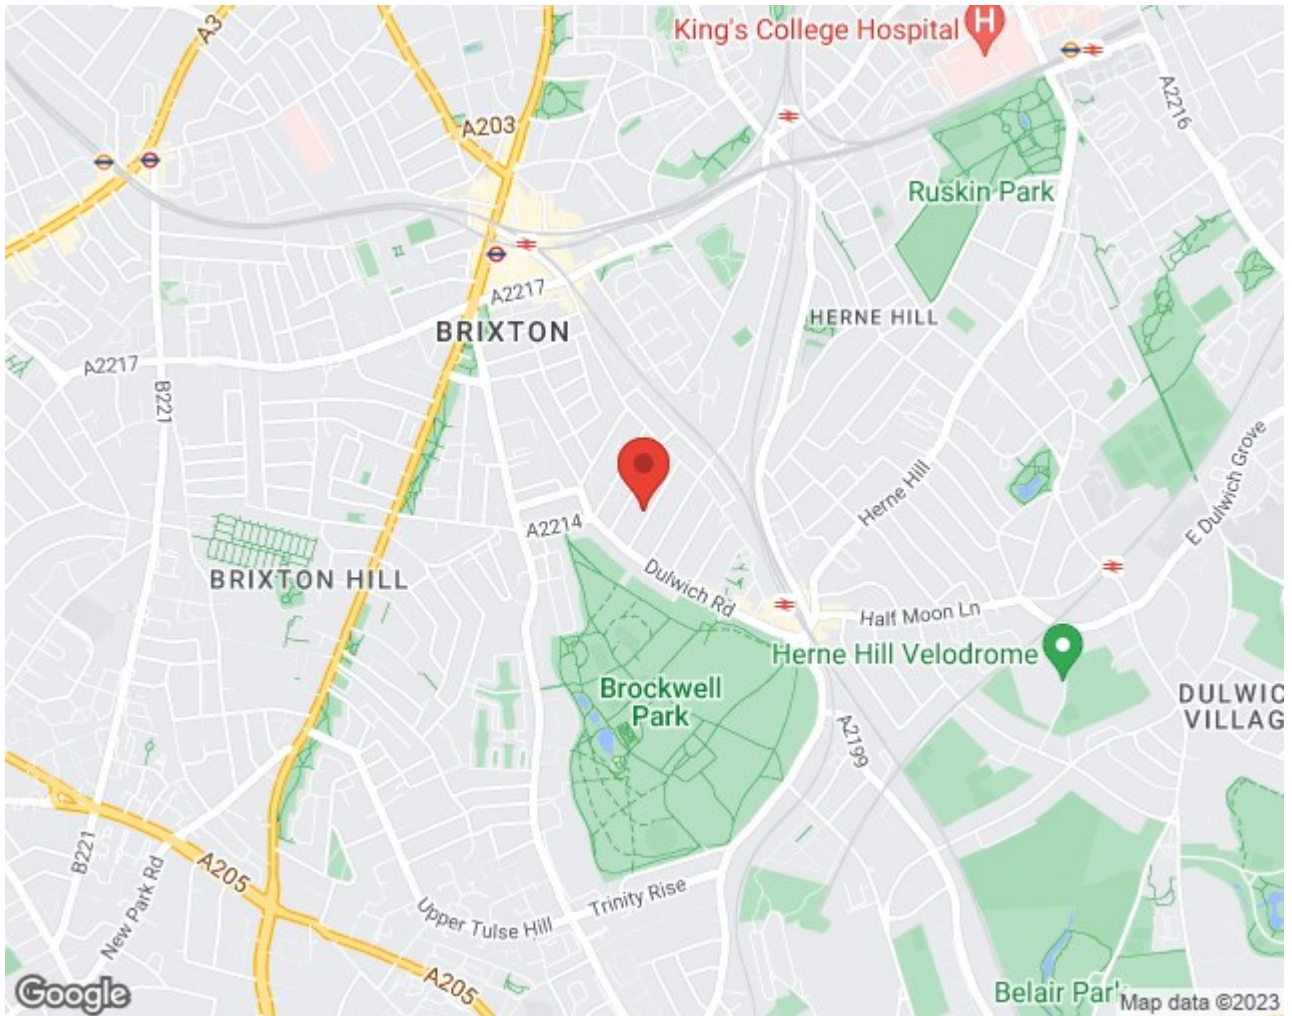 King's College Hospital
H
A3
A203
A2216
Ruskin Park
A2217
BRIXTON
HERNE HILL
A2217
B221
E Dulwich Grove
Herne Hill
A2214
BRIXTON HILL
Dulwich Rd
Half Moon Ln
Herne Hill Velodrome
Brockwell
Park
DULWIC
VILLAG
A2199
B221
A205
New Park Rd
Upper Tulse Hill
Trinity Rise
A205
Belair Park
Google
Map data ©2023